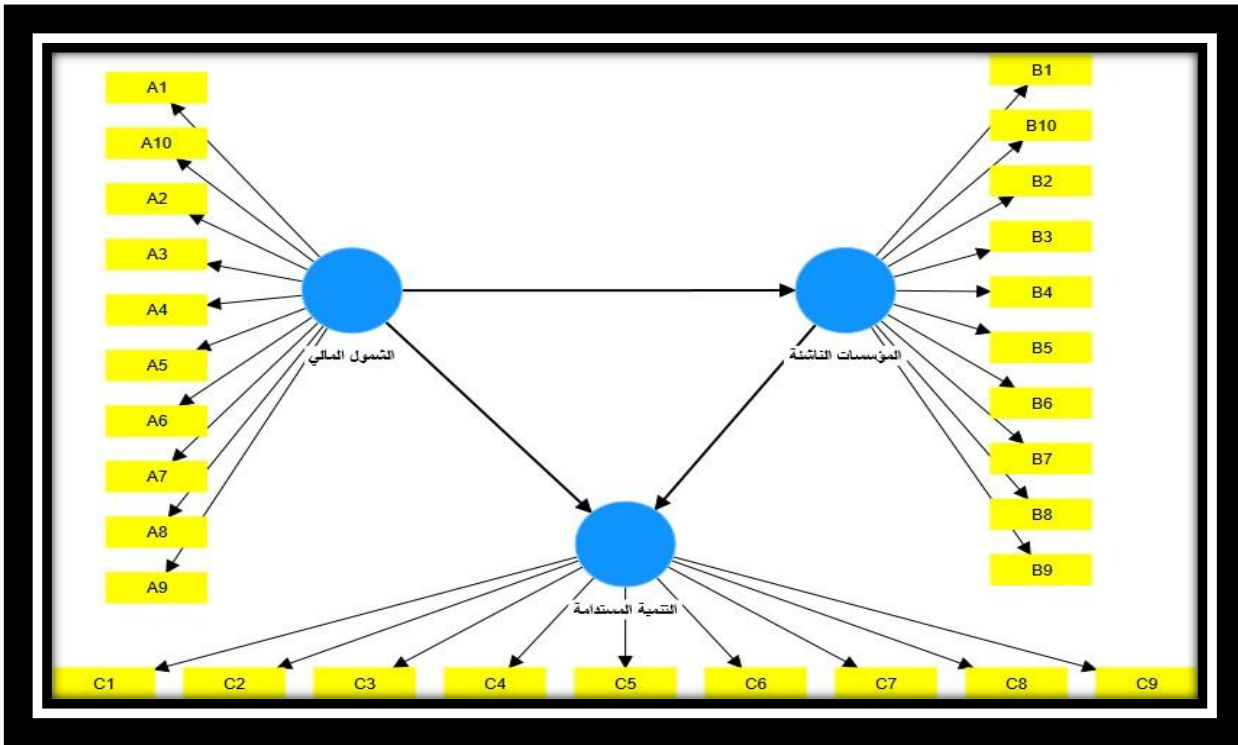 A1
A10
A2
A3
A4
A5
A6
A7
A8
A9
الشمول المالي
B1
B10
B2
B3
B4
B5
B6
B7
B8
B9
المؤسسات الناشئة
التنمية المستدامة
C1 C2 C3 C4 C5 C6 C7 C8 C9